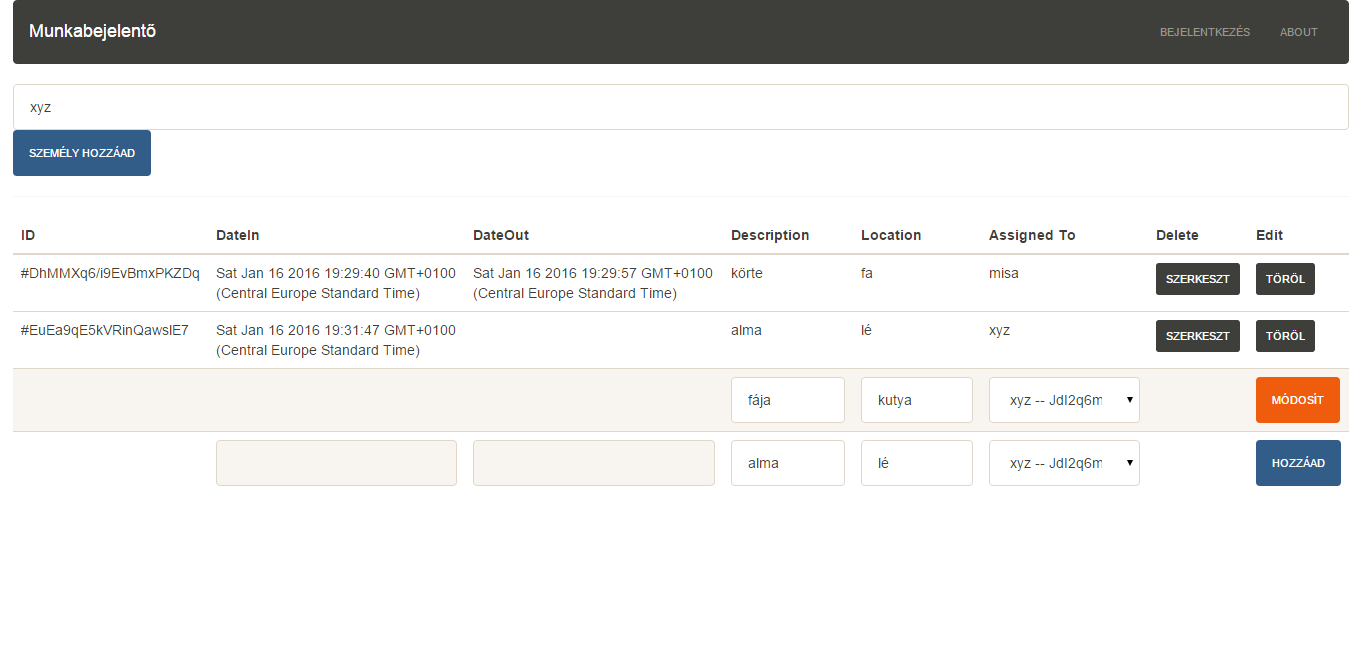 Munkabejelentő
BEJELENTKEZÉS ABOUT
xyz
SZEMÉLY HOZZÁAD
ID DateIn DateOut Description Location Assigned To Delete Edit
#DhMMXq6/i9EvBmxPKZDq Sat Jan 16 2016 19:29:40 GMT+0100 Sat Jan 16 2016 19:29:57 GMT+0100 körte fa misa SZERKESZT TÖRÖL
(Central Europe Standard Time) (Central Europe Standard Time)
#EuEa9qE5kVRinQawsIE7 Sat Jan 16 2016 19:31:47 GMT+0100 alma lé xyz SZERKESZT TÖRÖL
(Central Europe Standard Time)
fája kutya xyz -- JdI2q6m MÓDOSÍT
alma lé xyz -- JdI2q6m HOZZÁAD